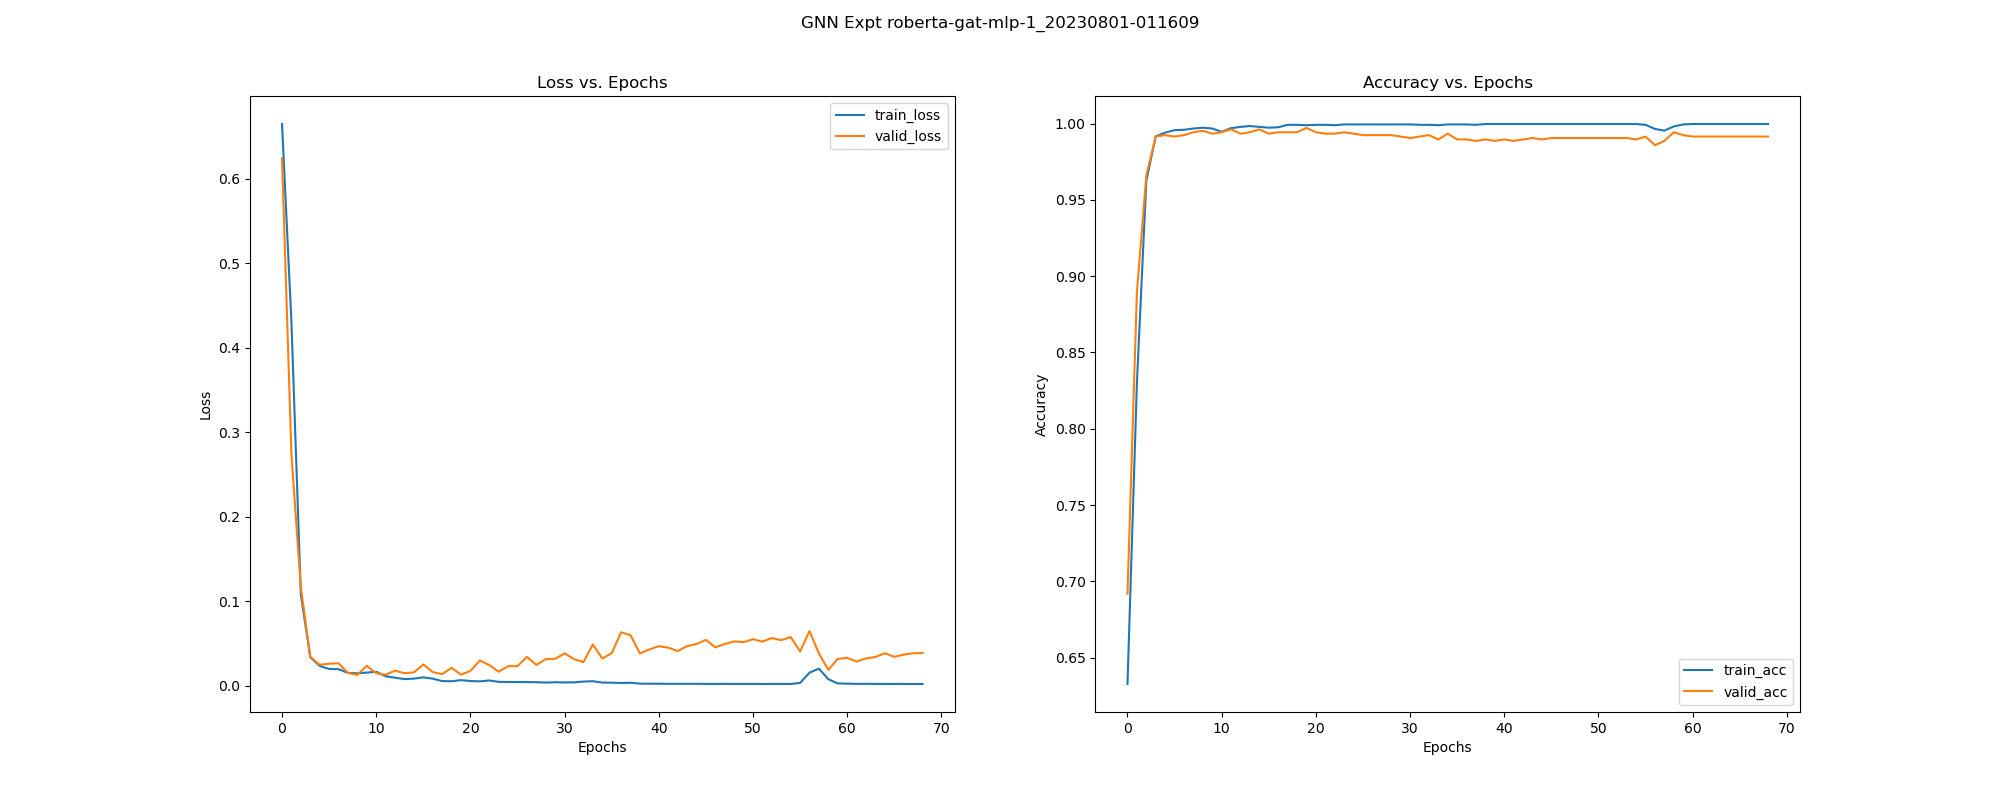 GNN Expt roberta-gat-mlp-1_20230801-011609
Loss vs. Epochs
train_loss
valid_loss
0.6
0.5
0.4
0.3
0.2
0.1
0.0
Loss
0 10 20 30 40 50 60 70
Epochs
Accuracy vs. Epochs
1.00
0.95
0.90
0.85
0.80
0.75
0.70
0.65
Accuracy
train_acc
valid_acc
0 10 20 30 40 50 60 70
Epochs